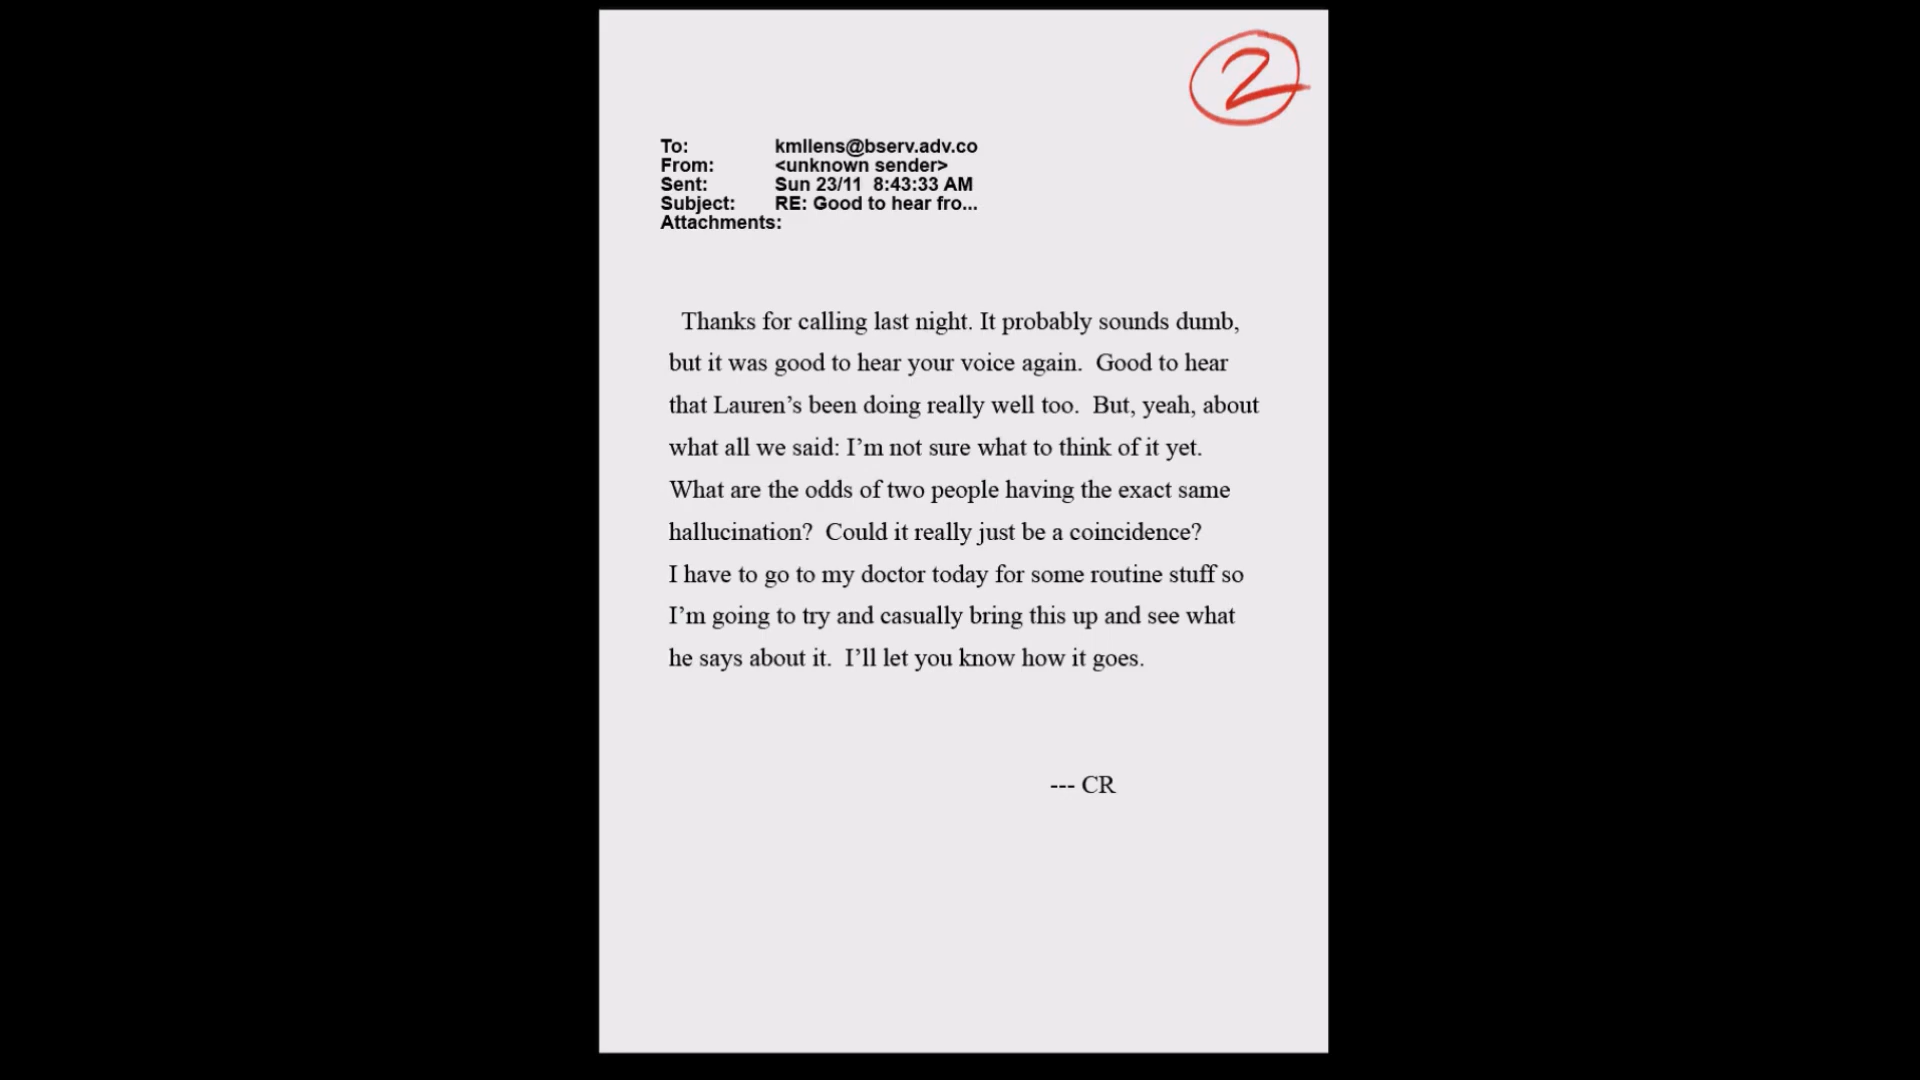 2
To: kmllens@bserv.adv.co
From: <unknown sender>
Sent: Sun 23/11  8:43:33 AM
Subject: RE: Good to hear fro...
Attachments:
Thanks for calling last night. It probably sounds dumb,
but it was good to hear your voice again.  Good to hear
that Lauren’s been doing really well too.  But, yeah, about
what all we said: I’m not sure what to think of it yet.
What are the odds of two people having the exact same
hallucination?  Could it really just be a coincidence?
I have to go to my doctor today for some routine stuff so
I’m going to try and casually bring this up and see what
he says about it.  I’ll let you know how it goes.
--- CR